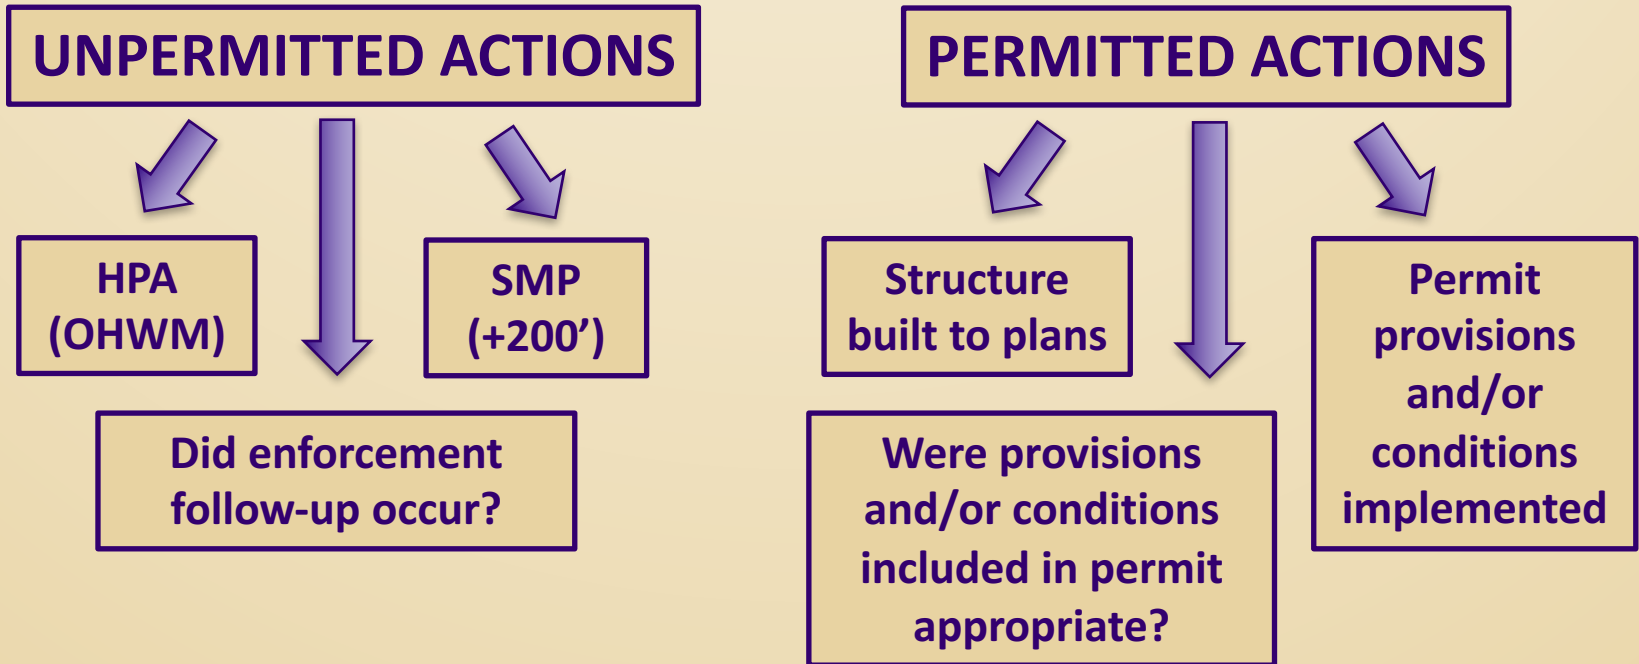 UNPERMITTED ACTIONS
HPA
(OHWM)
SMP
(+200’)
Did enforcement
follow-up occur?
PERMITTED ACTIONS
Structure
built to plans
Were provisions
and/or conditions
included in permit
appropriate?
Permit
provisions
and/or
conditions
implemented